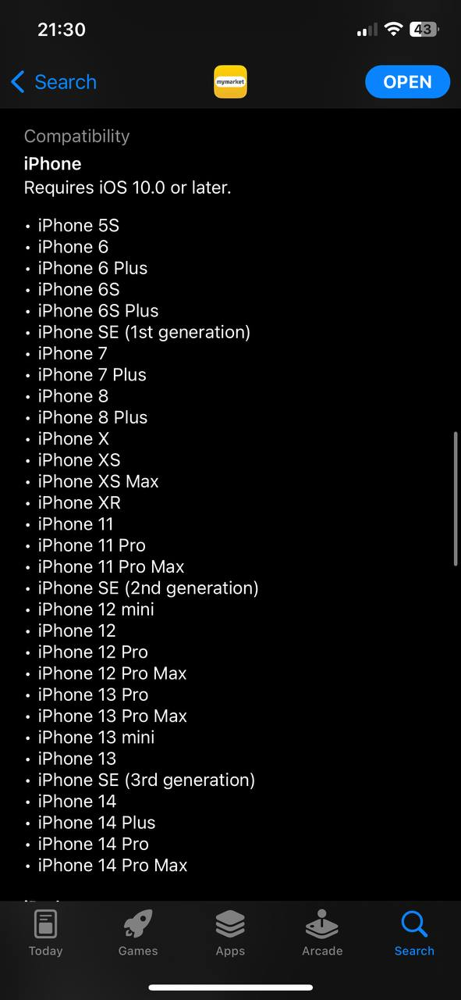 21:30
43
Search
mymarket
OPEN
Compatibility
iPhone
Requires iOS 10.0 or later.
• iPhone 5S
• iPhone 6
• iPhone 6 Plus
• iPhone 6S
• iPhone 6S Plus
• iPhone SE (1st generation)
• iPhone 7
• iPhone 7 Plus
• iPhone 8
• iPhone 8 Plus
• iPhone X
• iPhone XS
• iPhone XS Max
• iPhone XR
• iPhone 11
• iPhone 11 Pro
• iPhone 11 Pro Max
• iPhone SE (2nd generation)
• iPhone 12 mini
• iPhone 12
• iPhone 12 Pro
• iPhone 12 Pro Max
• iPhone 13 Pro
• iPhone 13 Pro Max
• iPhone 13 mini
• iPhone 13
• iPhone SE (3rd generation)
• iPhone 14
• iPhone 14 Plus
• iPhone 14 Pro
• iPhone 14 Pro Max
Today
Games
Apps
Arcade
Search